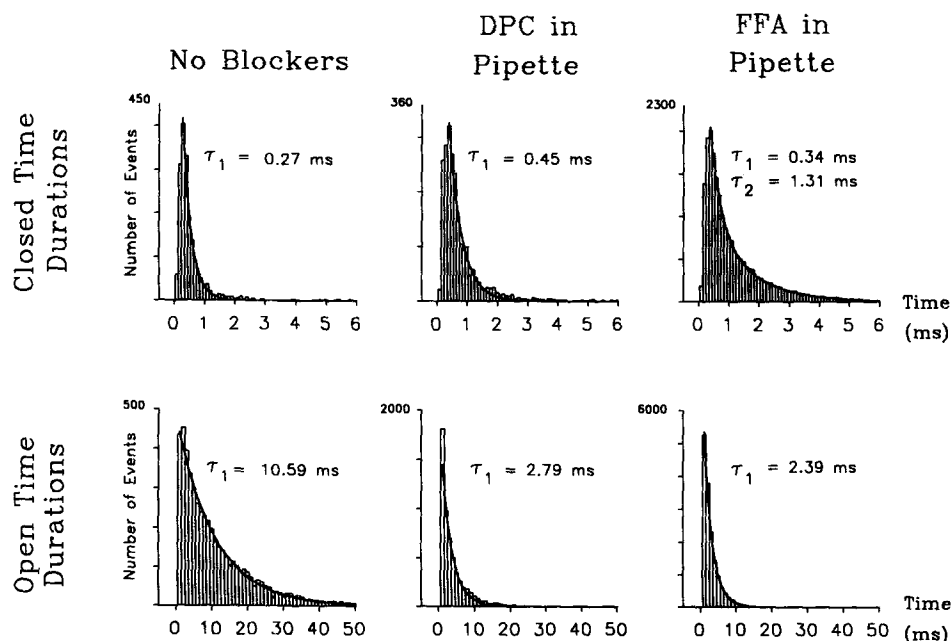 No Blockers
DPC in
Pipette
FFA in
Pipette
Closed Time
Durations
Number of Events
450
τ1 = 0.27 ms
0 1 2 3 4 5 6
360
τ1 = 0.45 ms
0 1 2 3 4 5 6
2300
τ1 = 0.34 ms
τ2 = 1.31 ms
0 1 2 3 4 5 6
Time
(ms)
Open Time
Durations
Number of Events
500
τ1 = 10.59 ms
0 10 20 30 40 50
2000
τ1 = 2.79 ms
0 10 20 30 40 50
6000
τ1 = 2.39 ms
0 10 20 30 40 50
Time
(ms)